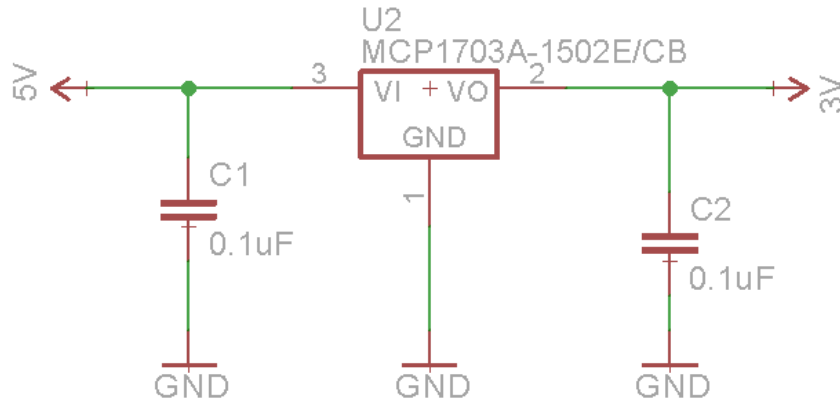 U2
MCP1703A-1502E/CB
5V
3
VI
VO
2
3V
GND
C1
0.1uF
1
C2
0.1uF
GND
GND
GND